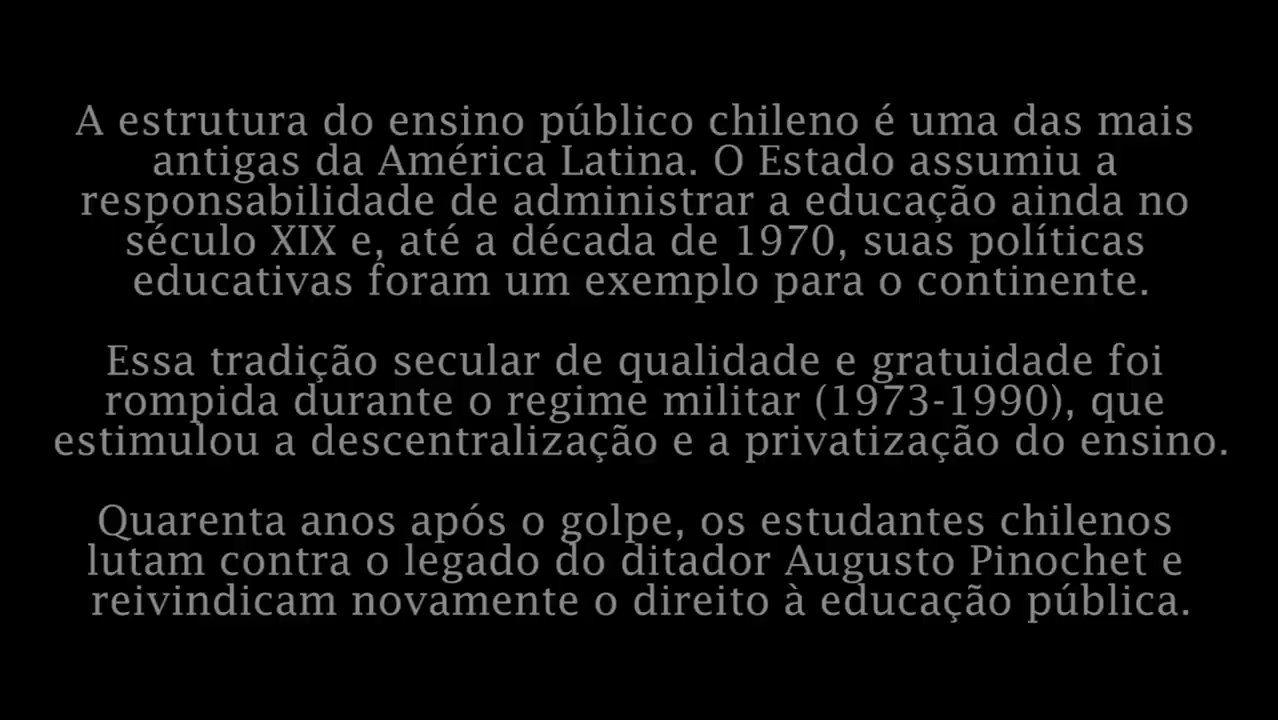 A estrutura do ensino público chileno é uma das mais
antigas da América Latina. O Estado assumiu a
responsabilidade de administrar a educação ainda no
século XIX e, até a década de 1970, suas políticas
educativas foram um exemplo para o continente.
Essa tradição secular de qualidade e gratuidade foi
rompida durante o regime militar (1973-1990), que
estimulou a descentralização e a privatização do ensino.
Quarenta anos após o golpe, os estudantes chilenos
lutam contra o legado do ditador Augusto Pinochet e
reivindicam novamente o direito à educação pública.